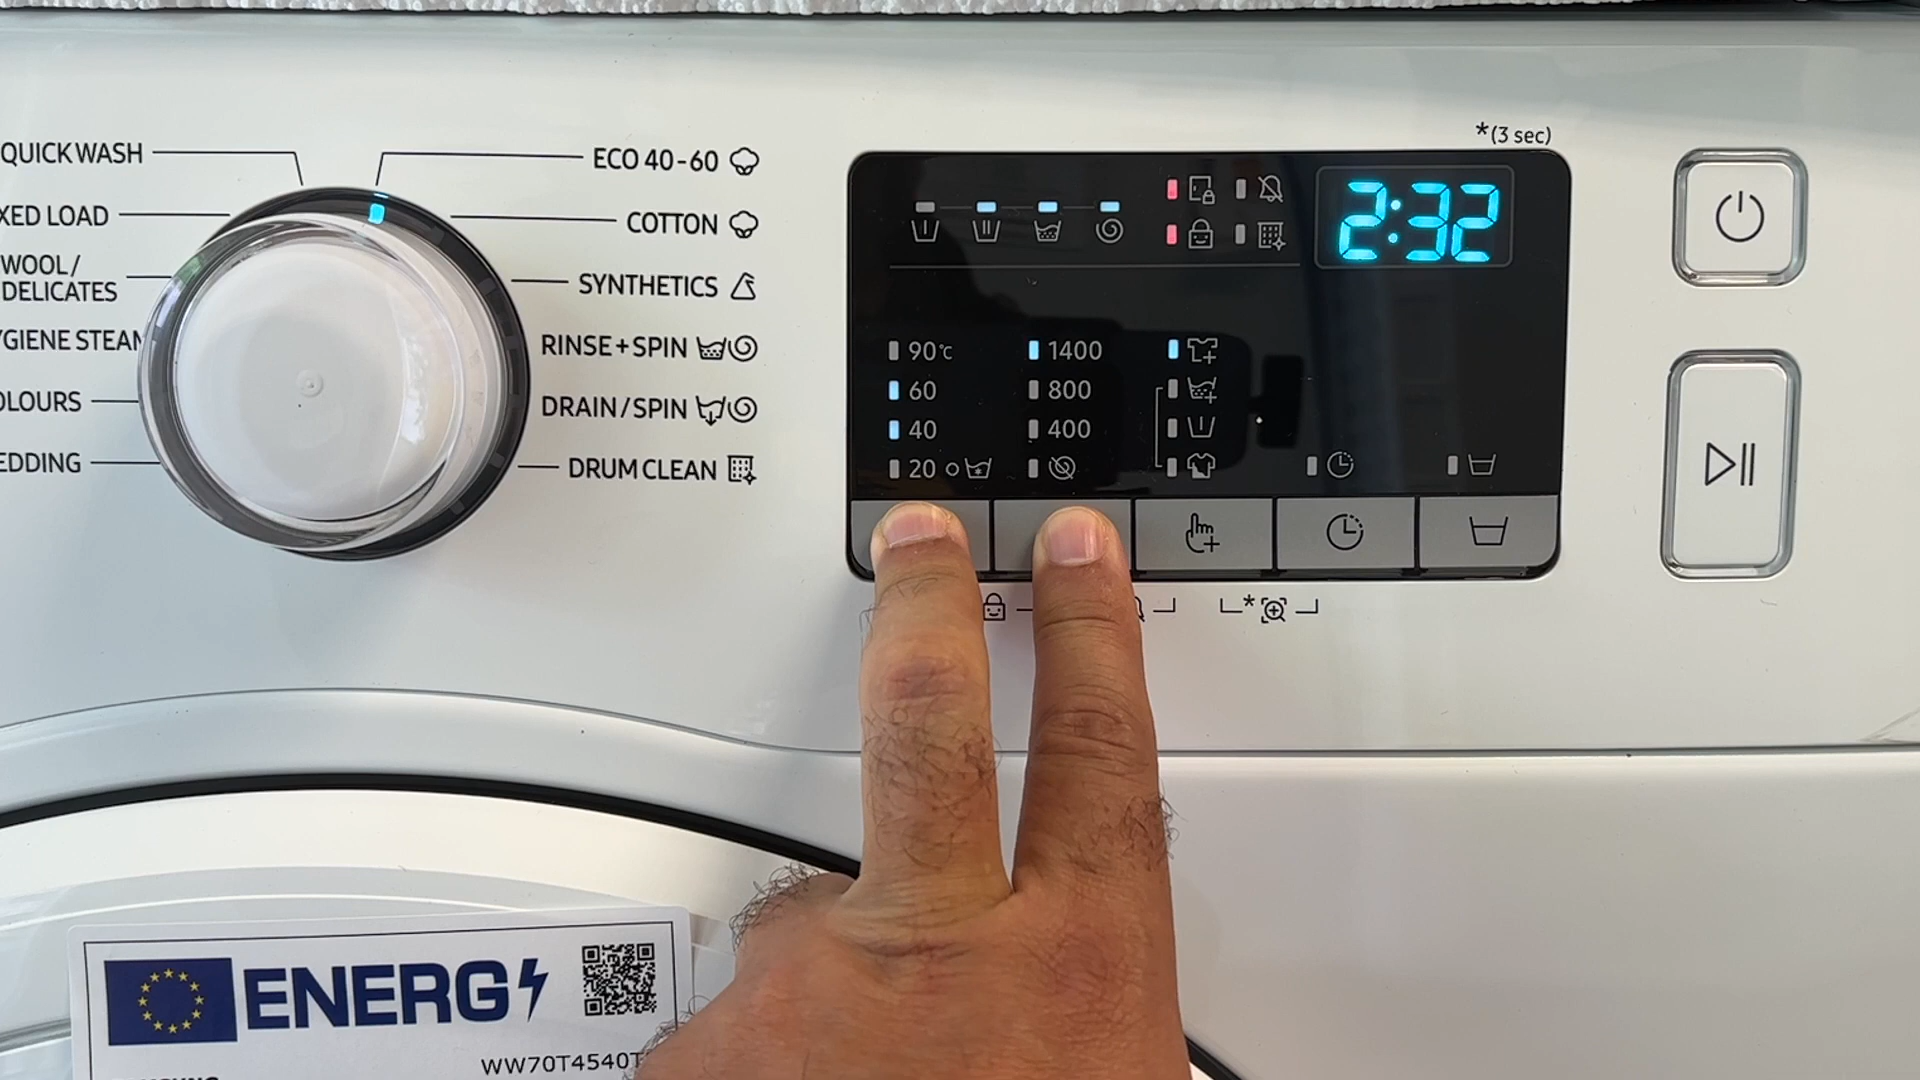 QUICK WASH
XED LOAD
WOOL/
DELICATES
YGIENE STEAM
OLOURS
EDDING
ECO 40-60
COTTON
SYNTHETICS
RINSE+SPIN
DRAIN/SPIN
DRUM CLEAN
*(3 sec)
2:32
90℃ 1400
60 800
40 400
20
*
ENERG
WW70T4540T